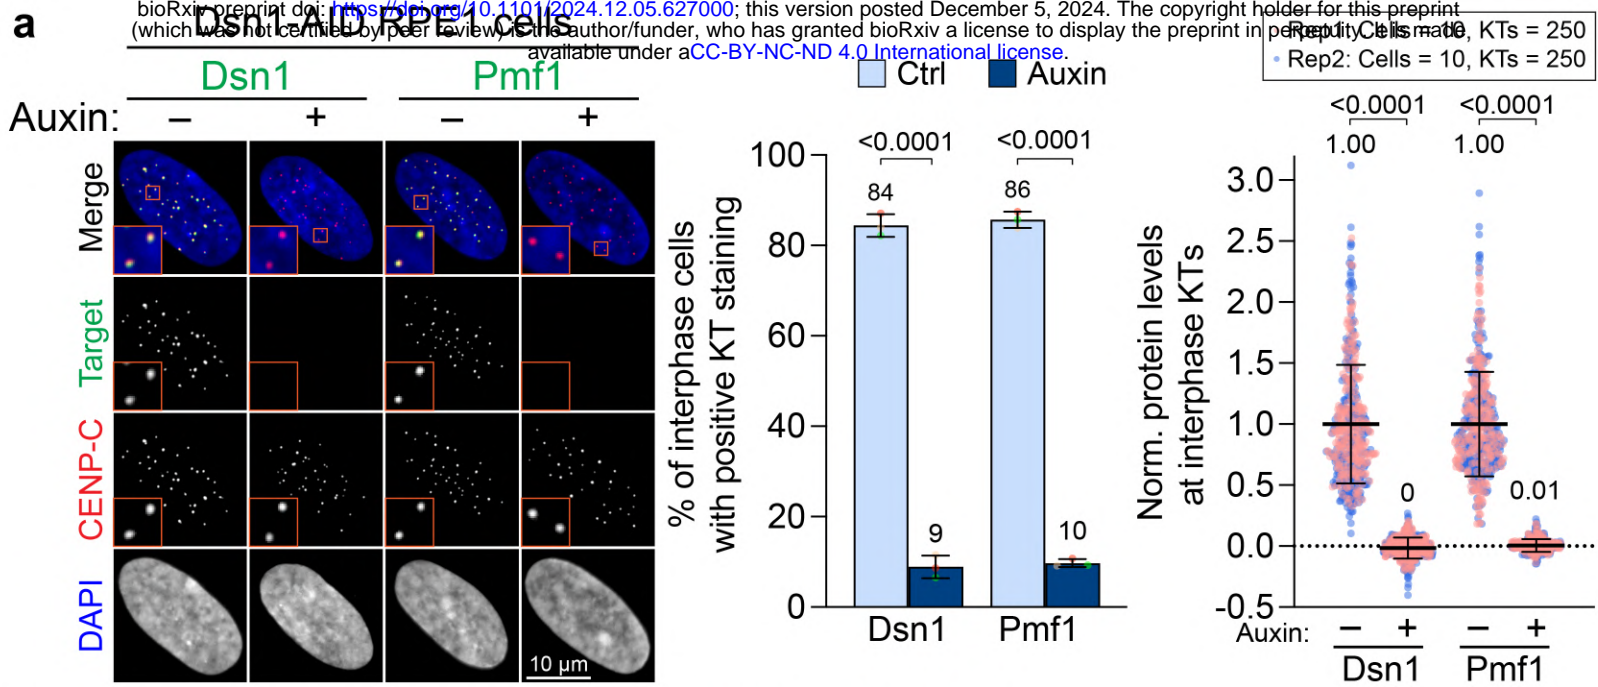 bioRxiv preprint doi: https://doi.org/10.1101/2024.12.05.627000; this version posted December 5, 2024. The copyright holder for this preprint
(which was not certified by peer review) is the author/funder, who has granted bioRxiv a license to display the preprint in perpetuity. It is made
available under aCC-BY-NC-ND 4.0 International license.
a
Dsn1-AID RPE1 cells
Dsn1 Pmf1
Auxin: – + – +
Merge
Target
CENP-C
DAPI
10 µm
Ctrl Auxin
% of interphase cells
with positive KT staining
100
80
60
40
20
0
<0.0001 <0.0001
84 86
9 10
Dsn1 Pmf1
Rep1: Cells = 10, KTs = 250
Rep2: Cells = 10, KTs = 250
<0.0001 <0.0001
1.00 1.00
Norm. protein levels
at interphase KTs
3.0
2.5
2.0
1.5
1.0
0.5
0.0
-0.5
0 0.01
Auxin: – + – +
Dsn1 Pmf1